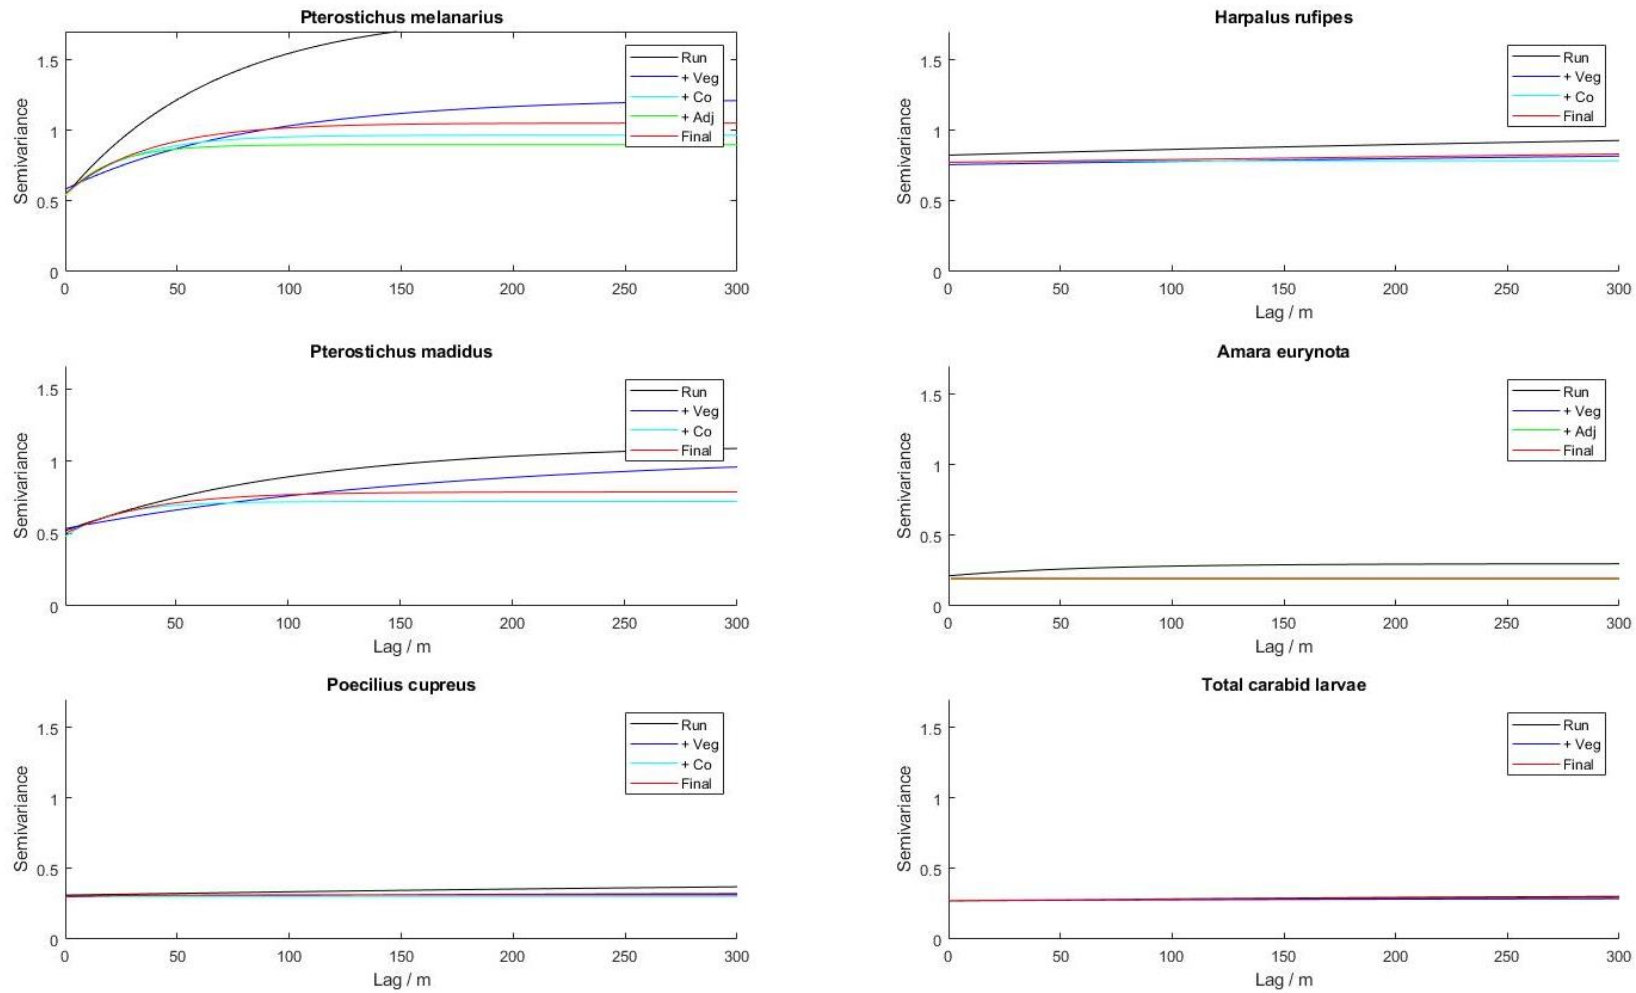 Pterostichus melanarius
Semivariance
1.5
1
0.5
0
0 50 100 150 200 250 300
Run
+ Veg
+ Co
+ Adj
Final
Harpalus rufipes
Semivariance
1.5
1
0.5
0
0 50 100 150 200 250 300
Lag / m
Run
+ Veg
+ Co
Final
Pterostichus madidus
Semivariance
1.5
1
0.5
0
50 100 150 200 250 300
Lag / m
Run
+ Veg
+ Co
Final
Amara eurynota
Semivariance
1.5
1
0.5
0
0 50 100 150 200 250 300
Lag / m
Run
+ Veg
+ Adj
Final
Poecilius cupreus
Semivariance
1.5
1
0.5
0
0 50 100 150 200 250 300
Lag / m
Run
+ Veg
+ Co
Final
Total carabid larvae
Semivariance
1.5
1
0.5
0
0 50 100 150 200 250 300
Lag / m
Run
+ Veg
Final